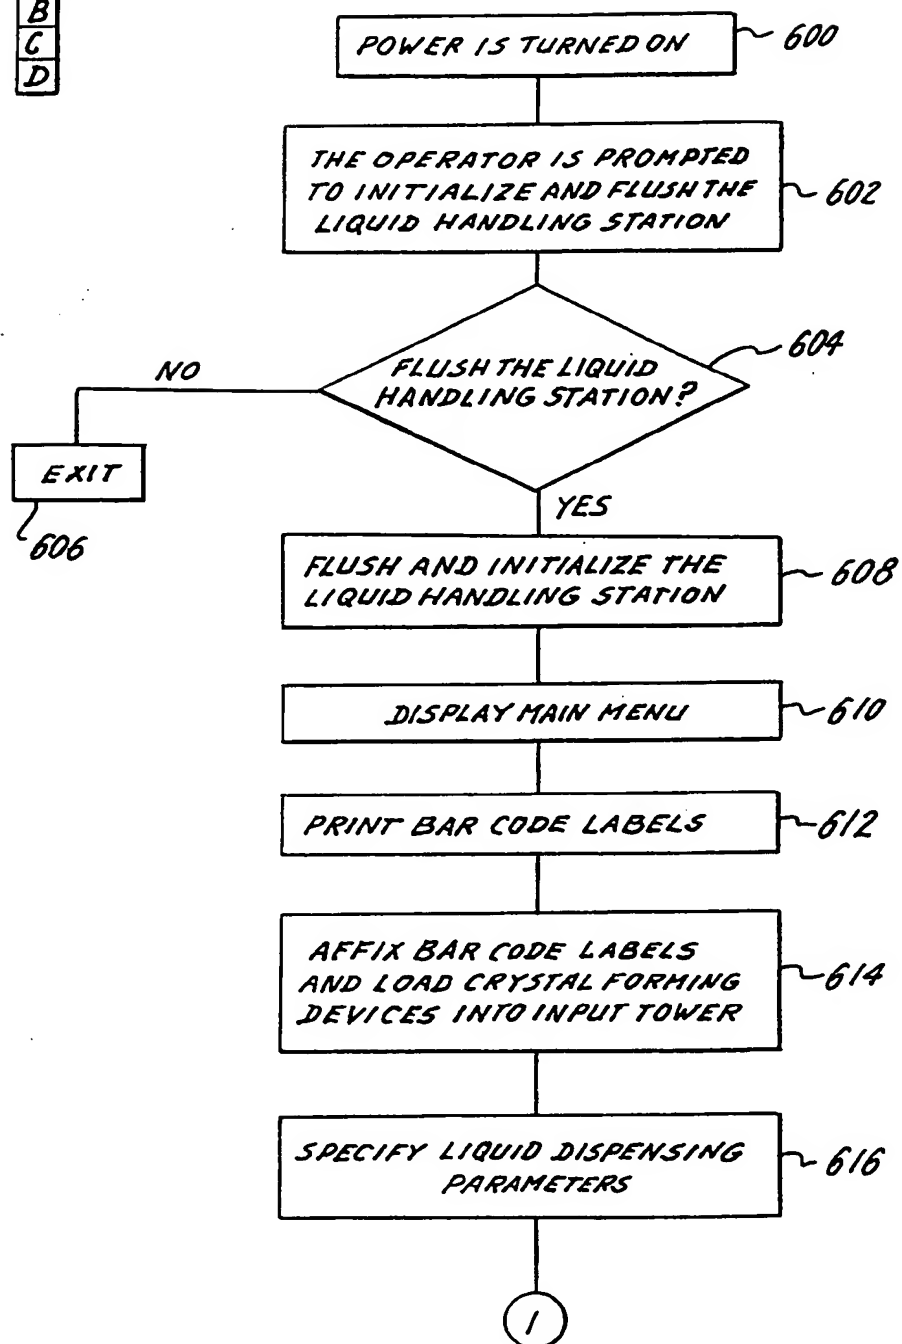 B
C
D
POWER IS TURNED ON
600
THE OPERATOR IS PROMPTED
TO INITIALIZE AND FLUSH THE
LIQUID HANDLING STATION
602
FLUSH THE LIQUID
HANDLING STATION?
604
NO
EXIT
606
YES
FLUSH AND INITIALIZE THE
LIQUID HANDLING STATION
608
DISPLAY MAIN MENU
610
PRINT BAR CODE LABELS
612
AFFIX BAR CODE LABELS
AND LOAD CRYSTAL FORMING
DEVICES INTO INPUT TOWER
614
SPECIFY LIQUID DISPENSING
PARAMETERS
616
1